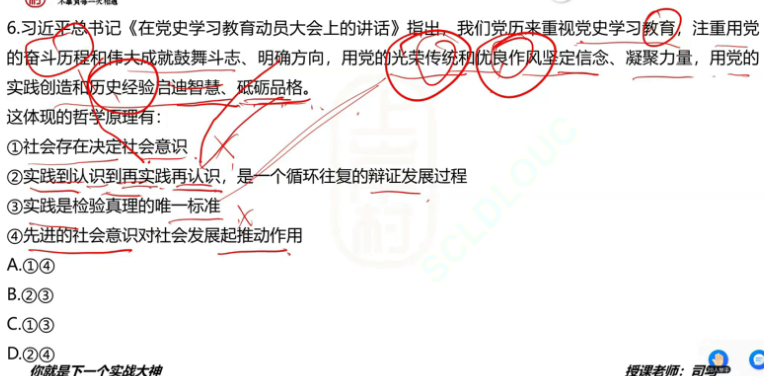 不辜負每一次相遇
6.习近平总书记《在党史学习教育动员大会上的讲话》指出，我们党历来重视党史学习教育，注重用党
的奋斗历程和伟大成就鼓舞斗志、明确方向，用党的光荣传统和优良作风坚定信念、凝聚力量，用党的
实践创造和历史经验启迪智慧、砥砺品格。
这体现的哲学原理有：
①社会存在决定社会意识
②实践到认识到再实践再认识，是一个循环往复的辩证发展过程
③实践是检验真理的唯一标准
④先进的社会意识对社会发展起推动作用
SCLDLOUC
A.①④
B.②③
C.①③
D.②④
你就是下一个实战大神
授课老师：司马